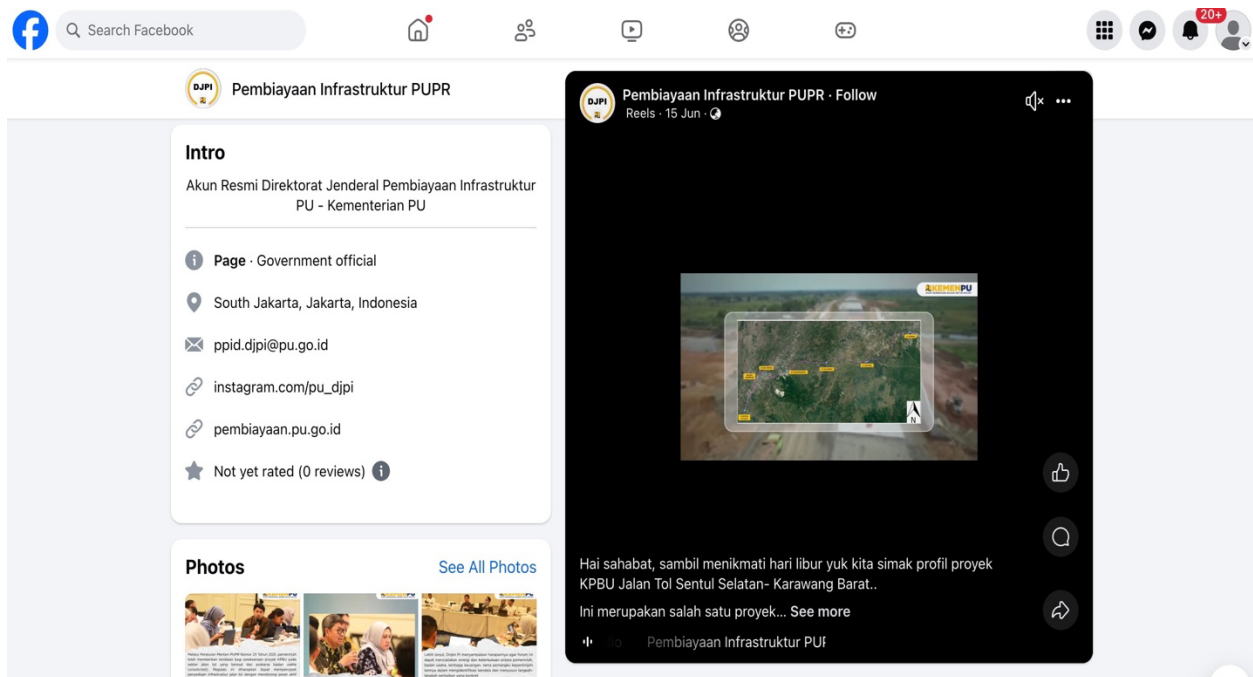 Search Facebook
20+
DJPI
Pembiayaan Infrastruktur PUPR
Intro
Akun Resmi Direktorat Jenderal Pembiayaan Infrastruktur
PU - Kementerian PU
Page · Government official
South Jakarta, Jakarta, Indonesia
ppid.djpi@pu.go.id
instagram.com/pu_djpi
pembiayaan.pu.go.id
Not yet rated (0 reviews)
Photos
See All Photos
DJPI
Pembiayaan Infrastruktur PUPR · Follow
Reels · 15 Jun ·
KEMENPU
N
Hai sahabat, sambil menikmati hari libur yuk kita simak profil proyek
KPBU Jalan Tol Sentul Selatan- Karawang Barat..
Ini merupakan salah satu proyek... See more
Pembiayaan Infrastruktur PUF